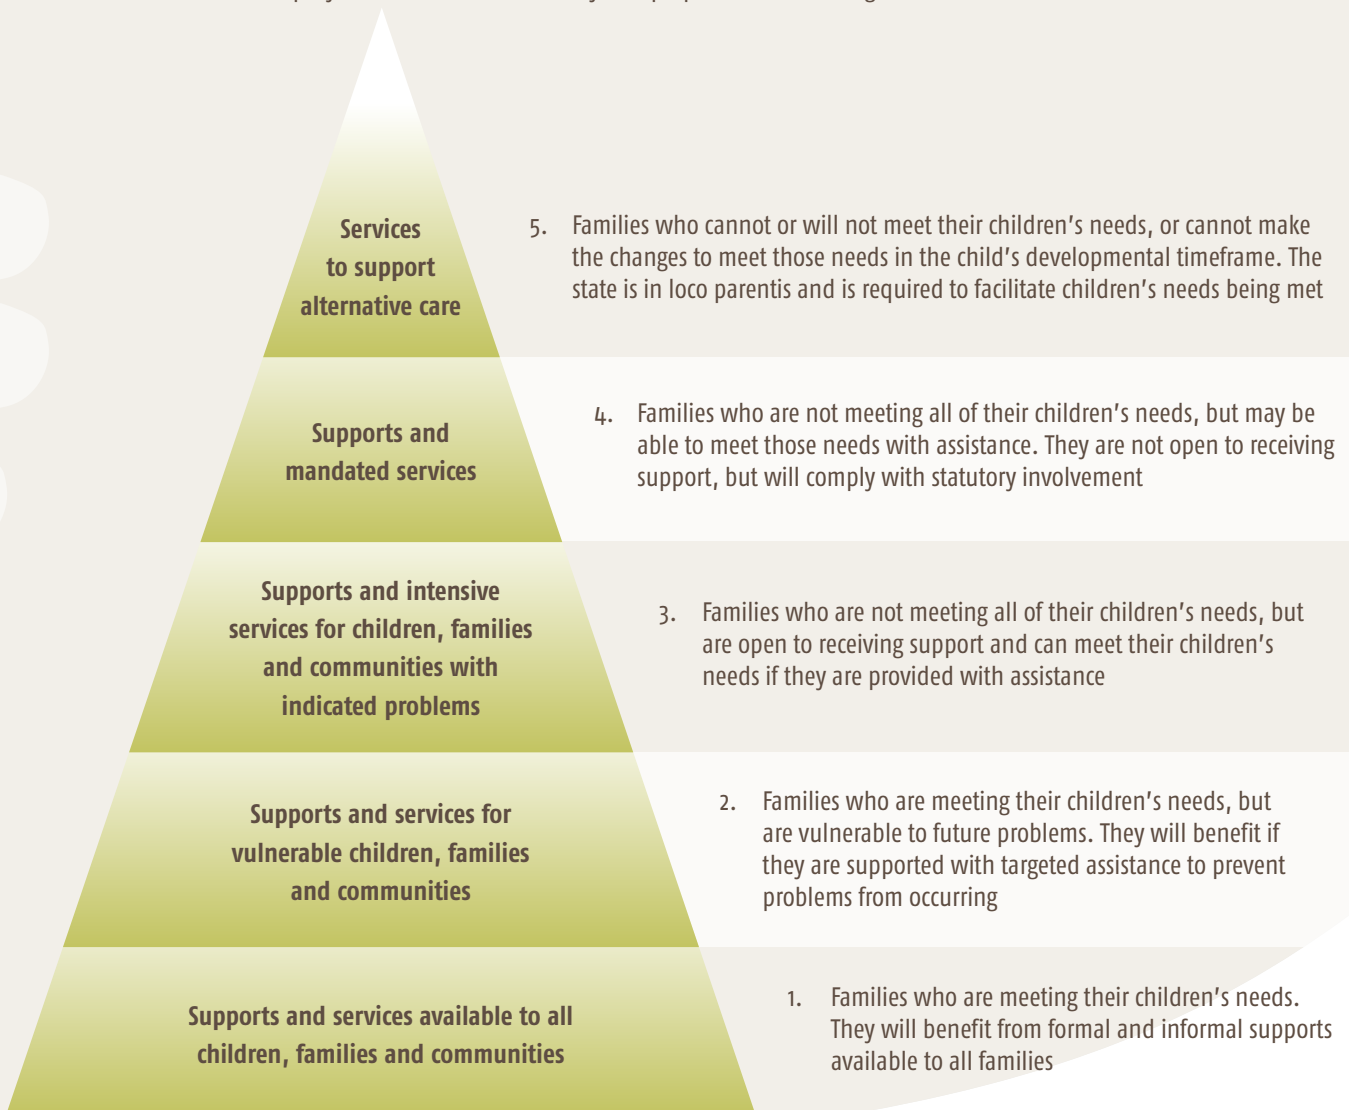 Services
to support
alternative care
5. Families who cannot or will not meet their children's needs, or cannot make
the changes to meet those needs in the child's developmental timeframe. The
state is in loco parentis and is required to facilitate children's needs being met
Supports and
mandated services
4. Families who are not meeting all of their children's needs, but may be
able to meet those needs with assistance. They are not open to receiving
support, but will comply with statutory involvement
Supports and intensive
services for children, families
and communities with
indicated problems
3. Families who are not meeting all of their children's needs, but
are open to receiving support and can meet their children's
needs if they are provided with assistance
Supports and services for
vulnerable children, families
and communities
2. Families who are meeting their children's needs, but
are vulnerable to future problems. They will benefit if
they are supported with targeted assistance to prevent
problems from occurring
Supports and services available to all
children, families and communities
1. Families who are meeting their children's needs.
They will benefit from formal and informal supports
available to all families